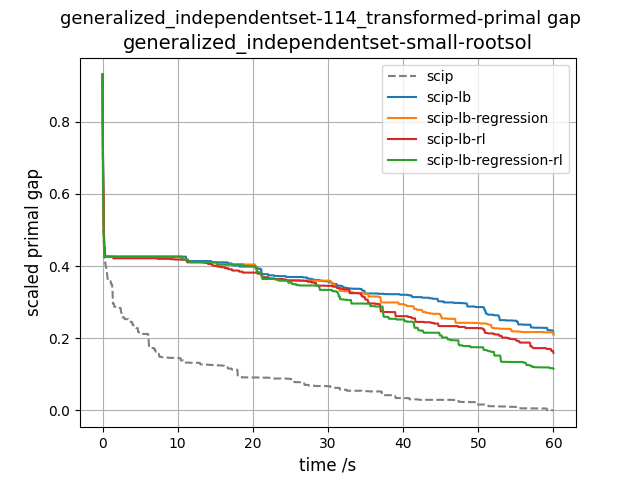 generalized_independentset-114_transformed-primal gap
generalized_independentset-small-rootsol
scip
scip-lb
scip-lb-regression
scip-lb-rl
scip-lb-regression-rl
scaled primal gap
0.8
0.6
0.4
0.2
0.0
0 10 20 30 40 50 60
time /s